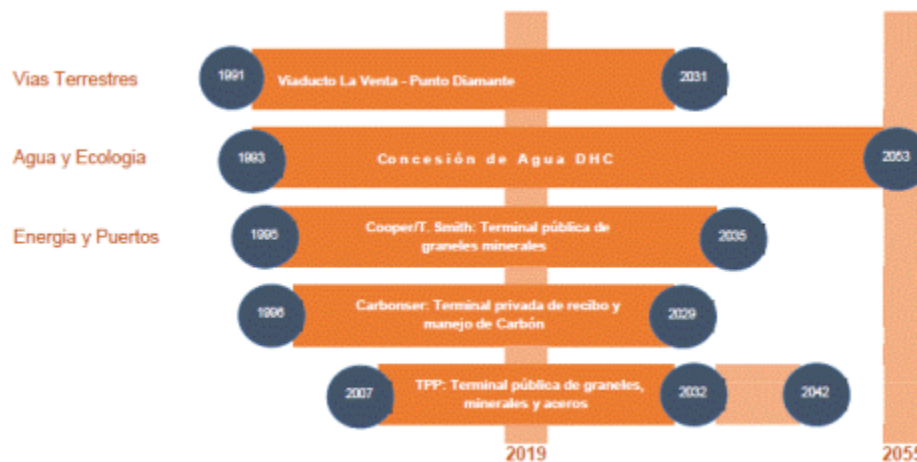 Vias Terrestres
1991
Viaducto La Venta - Punto Diamante
2031
Agua y Ecologia
1993
Concesión de Agua DHC
2053
Energia y Puertos
1995
Cooper/T. Smith: Terminal pública de
graneles minerales
2035
1996
Carbonser: Terminal privada de recibo y
manejo de Carbón
2029
2007
TPP: Terminal pública de graneles,
minerales y aceros
2032
2042
2019
2055